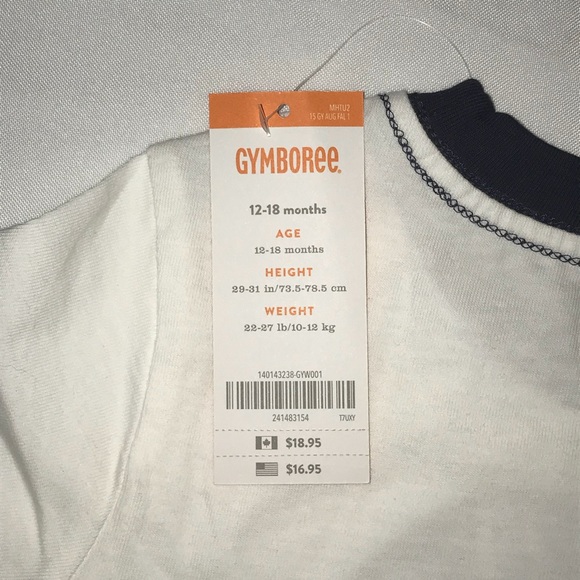 MHTU2
15 GY AUG FAL 1
GYMBOREE.
12-18 months
AGE
12-18 months
HEIGHT
29-31 in/73.5-78.5 cm
WEIGHT
22-27 lb/10-12 kg
140143238-GYW001
241483154 T7UXY
$18.95
$16.95